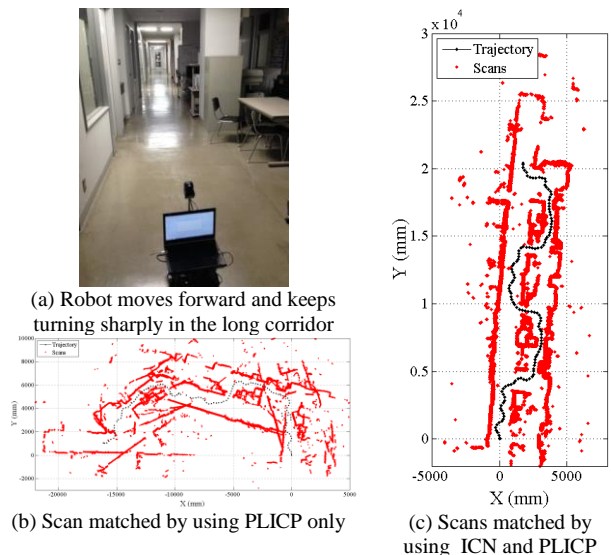 (a) Robot moves forward and keeps
turning sharply in the long corridor
10000
8000
6000
4000
2000
0
-2000
Y (mm)
Trajectory
Scans
-20000
-15000
-10000
-5000
0
5000
X (mm)
(b) Scan matched by using PLICP only
3
x 10^4
2.5
2
1.5
1
0.5
0
Y (mm)
Trajectory
Scans
-5000
0
5000
X (mm)
(c) Scans matched by
using ICN and PLICP